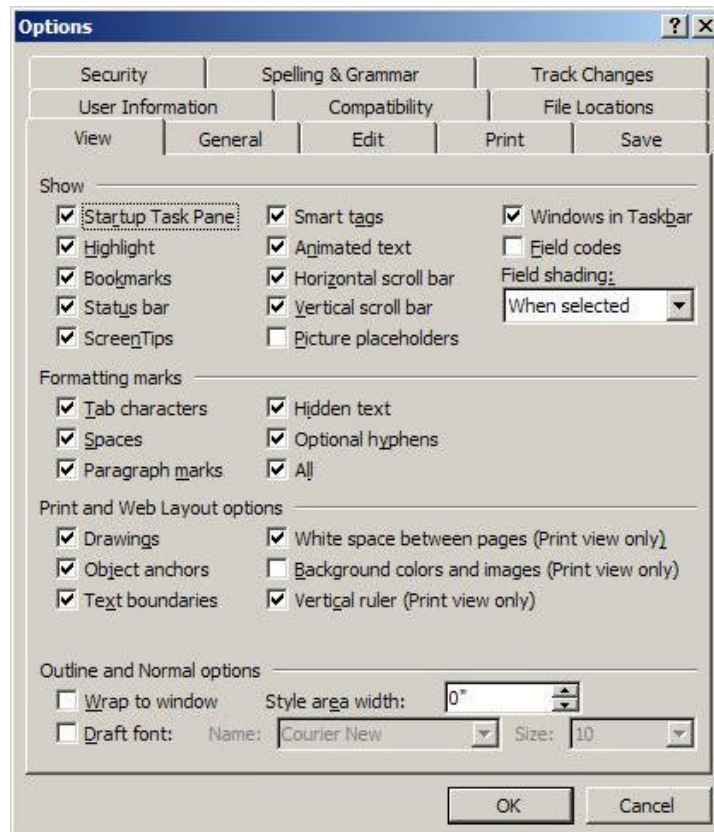 Options
Security Spelling & Grammar Track Changes
User Information Compatibility File Locations
View General Edit Print Save
Show
Startup Task Pane Smart tags Windows in Taskbar
Highlight Animated text Field codes
Bookmarks Horizontal scroll bar Field shading:
Status bar Vertical scroll bar When selected
ScreenTips Picture placeholders
Formatting marks
Tab characters Hidden text
Spaces Optional hyphens
Paragraph marks All
Print and Web Layout options
Drawings White space between pages (Print view only)
Object anchors Background colors and images (Print view only)
Text boundaries Vertical ruler (Print view only)
Outline and Normal options
Wrap to window Style area width: 0"
Draft font: Name: Courier New Size: 10
OK Cancel